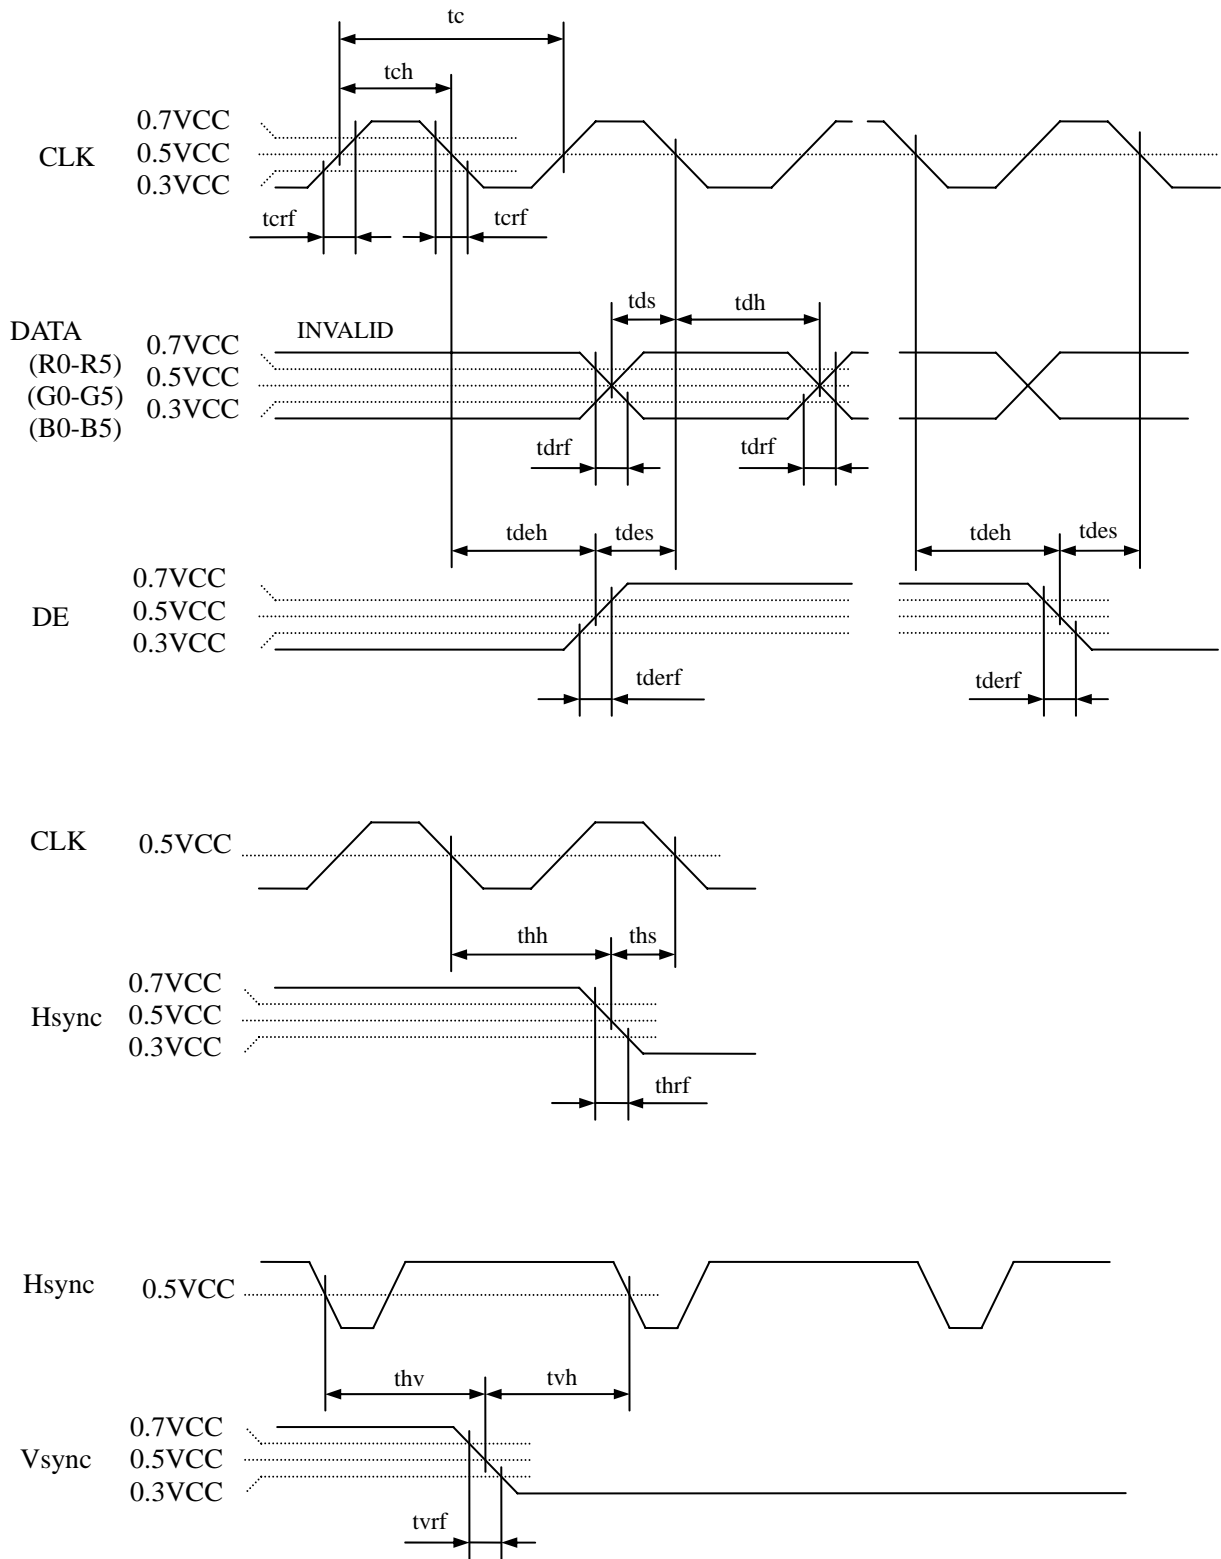 tc
tch
0.7VCC
CLK 0.5VCC
0.3VCC
tcrf tcrf
tds tdh
DATA 0.7VCC INVALID
(R0-R5) 0.5VCC
(G0-G5) 0.3VCC
(B0-B5)
tdrf tdrf
tdeh tdes tdeh tdes
0.7VCC
DE 0.5VCC
0.3VCC
tderf tderf
CLK 0.5VCC
thh ths
0.7VCC
Hsync 0.5VCC
0.3VCC
thrf
Hsync 0.5VCC
thv tvh
0.7VCC
Vsync 0.5VCC
0.3VCC
tvrf